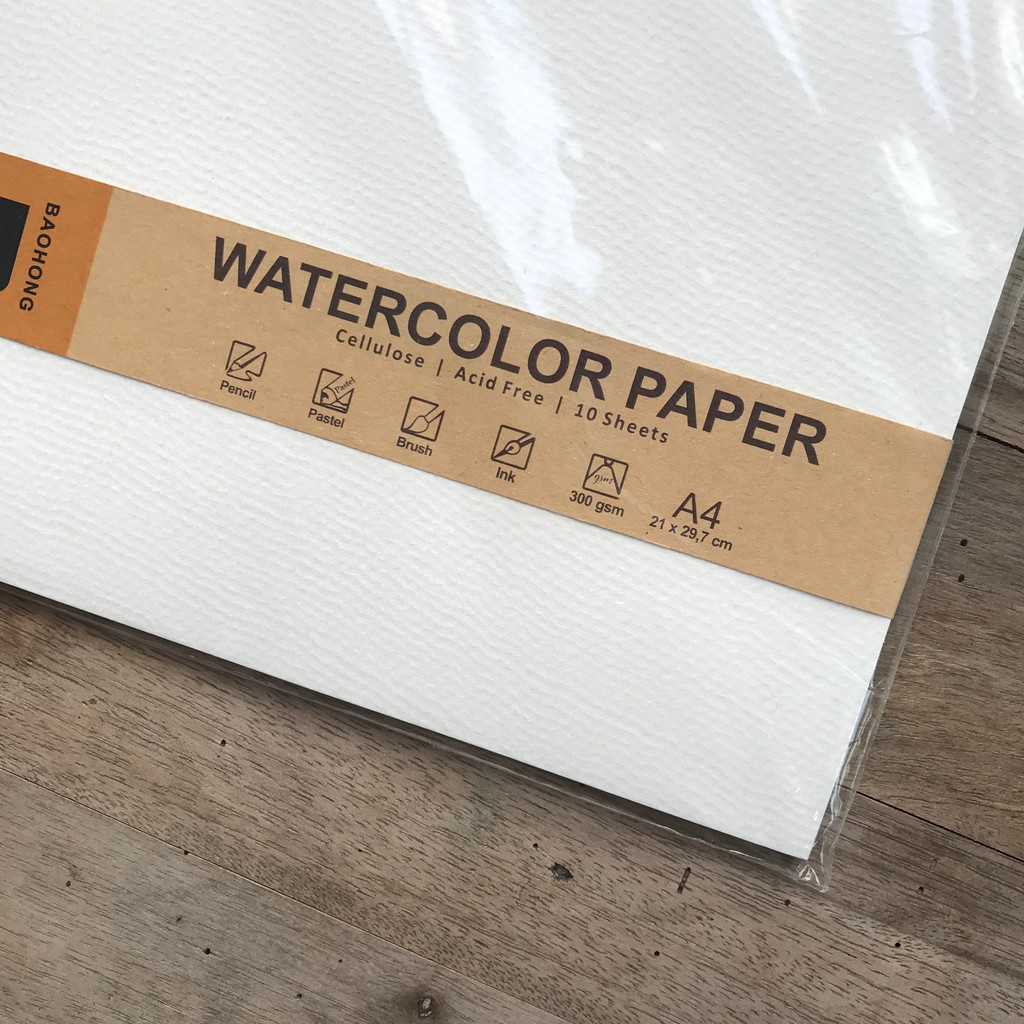 BAOHONG
WATERCOLOR PAPER
Cellulose | Acid Free | 10 Sheets
Pencil
Pastel
Pastel
Brush
Ink
gsm
300 gsm
A4
21 x 29,7 cm